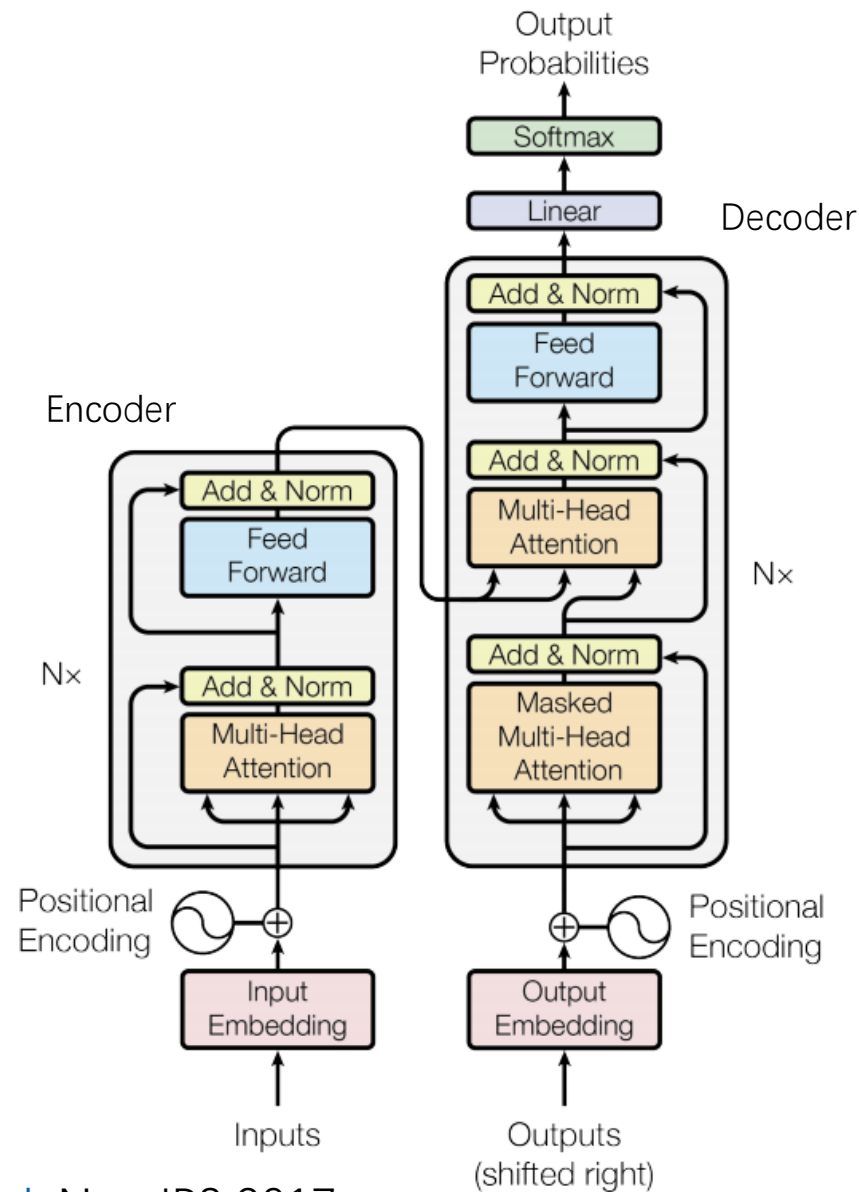 Output
Probabilities
Softmax
Linear
Decoder
Add & Norm
Feed
Forward
Add & Norm
Multi-Head
Attention
N×
Add & Norm
Masked
Multi-Head
Attention
Encoder
Add & Norm
Feed
Forward
N×
Add & Norm
Multi-Head
Attention
Positional
Encoding
Positional
Encoding
Input
Embedding
Output
Embedding
Inputs
Outputs
(shifted right)